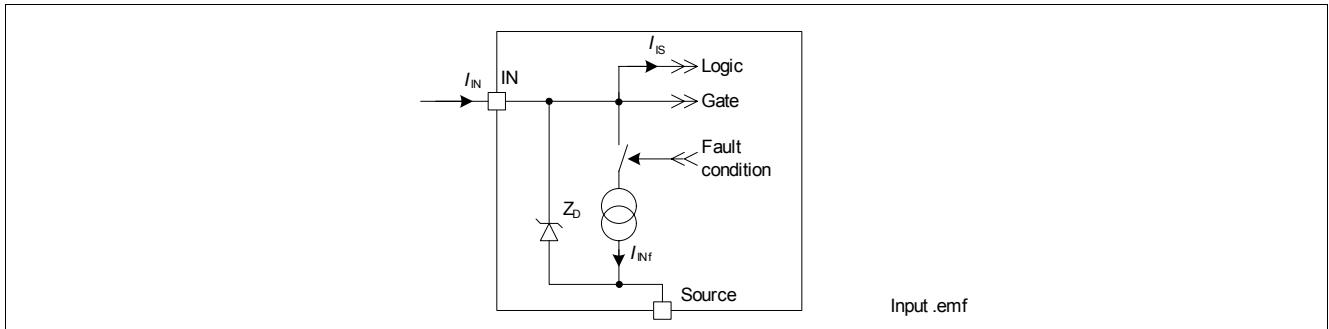 I_IS
Logic
I_IN
IN
Gate
Fault
condition
Z_D
I_INf
Source
Input .emf